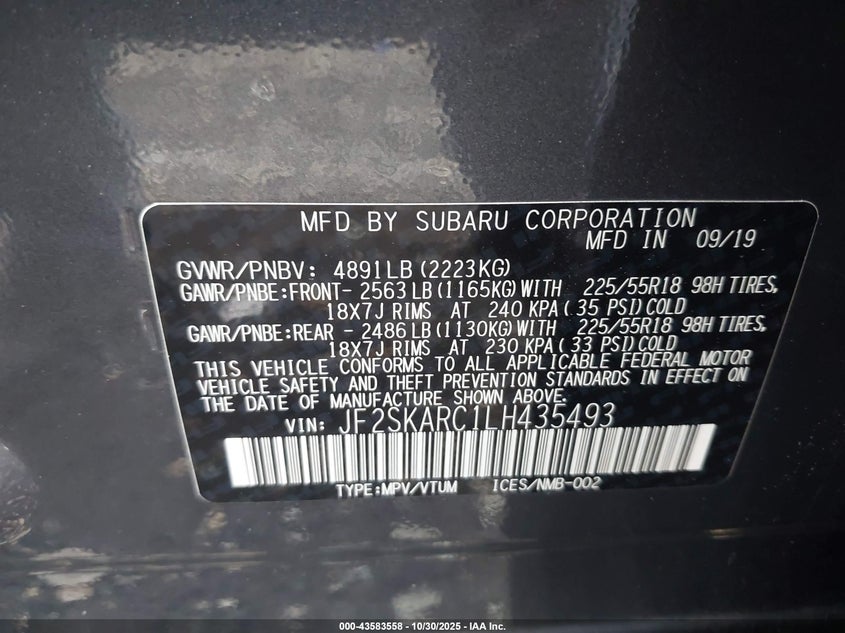 MFD BY SUBARU CORPORATION
MFD IN 09/19
GVWR/PNBV: 4891LB(2223KG)
GAWR/PNBE:FRONT- 2563LB(1165KG)WITH 225/55R18 98H TIRES,
18X7J RIMS AT 240 KPA(35 PSI)COLD
GAWR/PNBE:REAR - 2486LB(1130KG)WITH 225/55R18 98H TIRES,
18X7J RIMS AT 230 KPA(33 PSI)COLD
THIS VEHICLE CONFORMS TO ALL APPLICABLE FEDERAL MOTOR
VEHICLE SAFETY AND THEFT PREVENTION STANDARDS IN EFFECT ON
THE DATE OF MANUFACTURE SHOWN ABOVE.
VIN: JF2SKARC1LH435493
TYPE:MPV/VTUM ICES/NMB-002
000-43583558 - 10/30/2025 - IAA Inc.